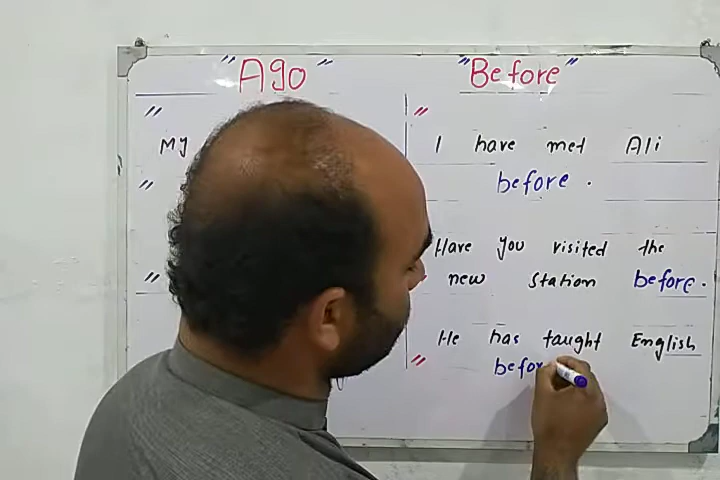 "Ago"
My
"Before"
I have met Ali
before.
Have you visited the
new Station before.
He has taught English
befor